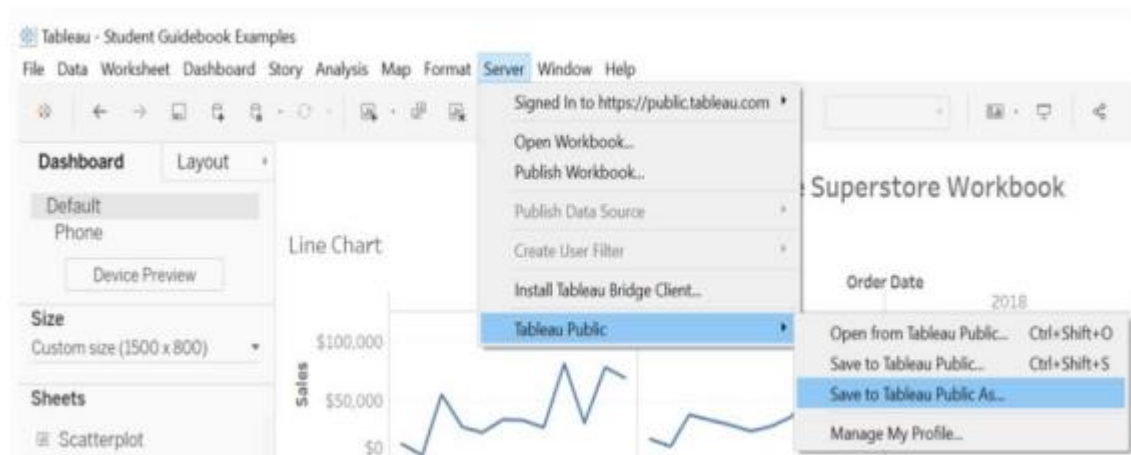 Tableau - Student Guidebook Examples
File Data Worksheet Dashboard Story Analysis Map Format Server Window Help
Signed In to https://public.tableau.com
Open Workbook...
Publish Workbook...
Publish Data Source
Create User Filter
Install Tableau Bridge Client...
Tableau Public
Open from Tableau Public... Ctrl+Shift+O
Save to Tableau Public... Ctrl+Shift+S
Save to Tableau Public As...
Manage My Profile...
Dashboard Layout
Default
Phone
Device Preview
Size
Custom size (1500 x 800)
Sheets
Scatterplot
Superstore Workbook
Line Chart
Order Date
2018
Sales
$100,000
$50,000
$0